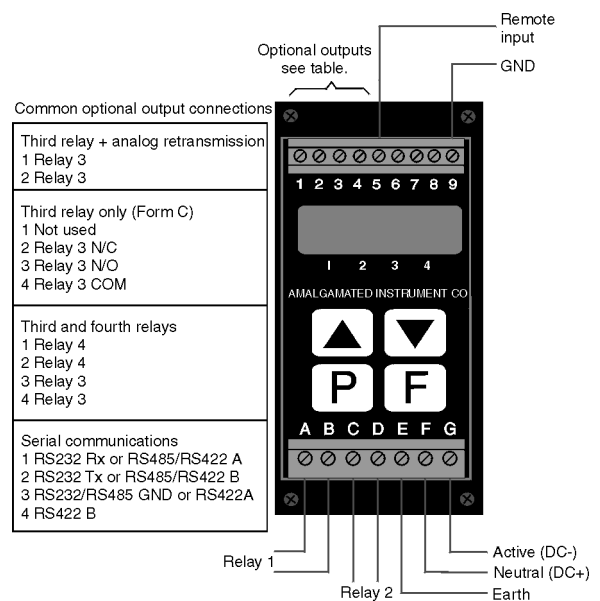 Remote
input
Optional outputs
see table.
GND
Common optional output connections
Third relay + analog retransmission
1 Relay 3
2 Relay 3
Third relay only (Form C)
1 Not used
2 Relay 3 N/C
3 Relay 3 N/O
4 Relay 3 COM
Third and fourth relays
1 Relay 4
2 Relay 4
3 Relay 3
4 Relay 3
Serial communications
1 RS232 Rx or RS485/RS422 A
2 RS232 Tx or RS485/RS422 B
3 RS232/RS485 GND or RS422A
4 RS422 B
1 2 3 4 5 6 7 8 9
1 2 3 4
AMALGAMATED INSTRUMENT CO
P F
A B C D E F G
Relay 1
Relay 2
Active (DC-)
Neutral (DC+)
Earth